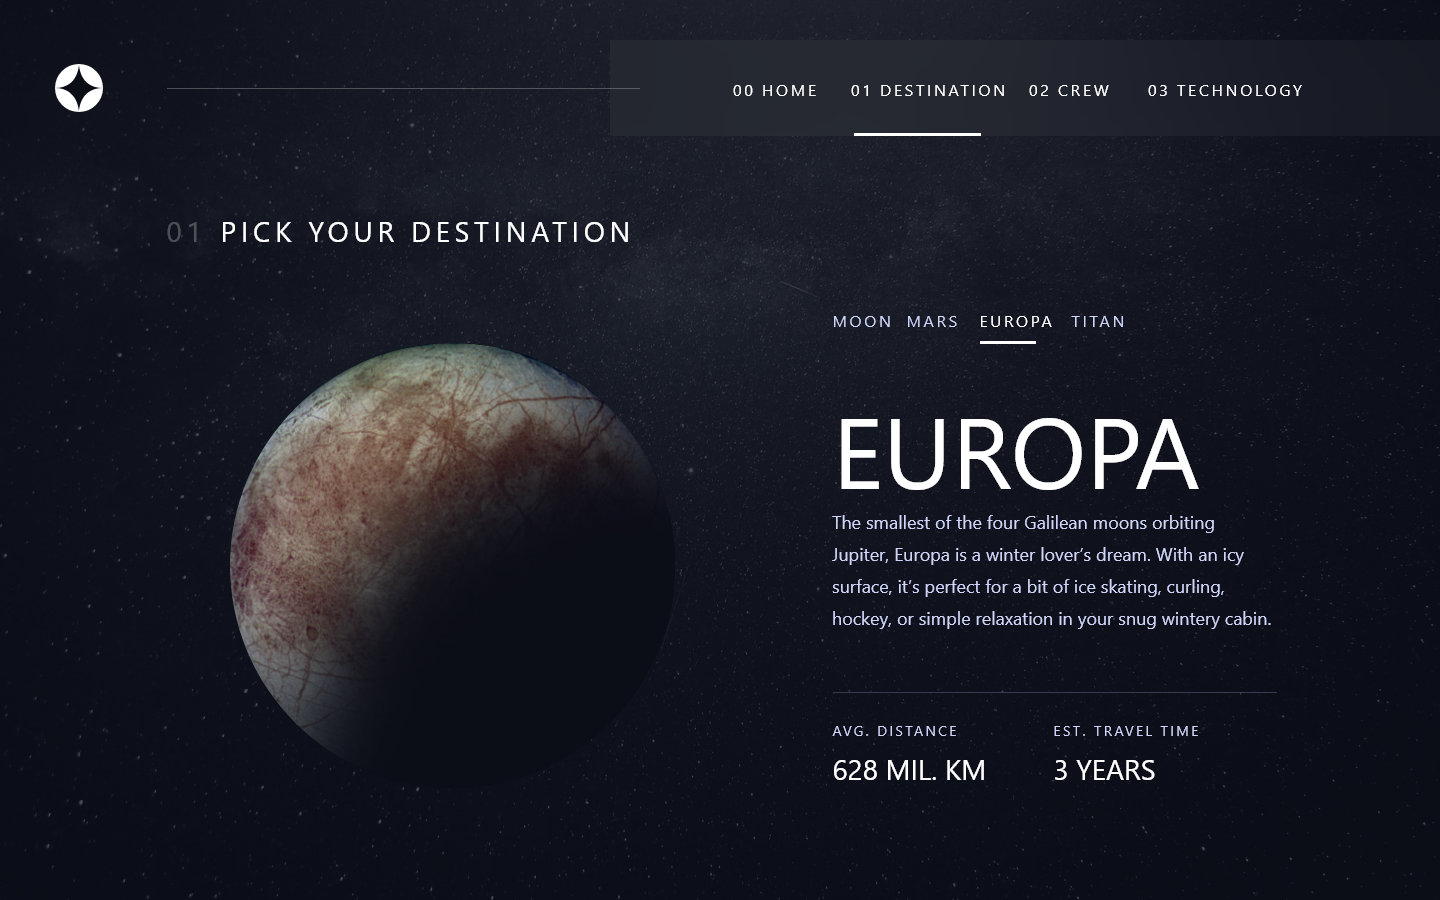 00 HOME 01 DESTINATION 02 CREW 03 TECHNOLOGY
01 PICK YOUR DESTINATION
MOON MARS EUROPA TITAN
EUROPA
The smallest of the four Galilean moons orbiting
Jupiter, Europa is a winter lover’s dream. With an icy
surface, it’s perfect for a bit of ice skating, curling,
hockey, or simple relaxation in your snug wintery cabin.
AVG. DISTANCE EST. TRAVEL TIME
628 MIL. KM 3 YEARS